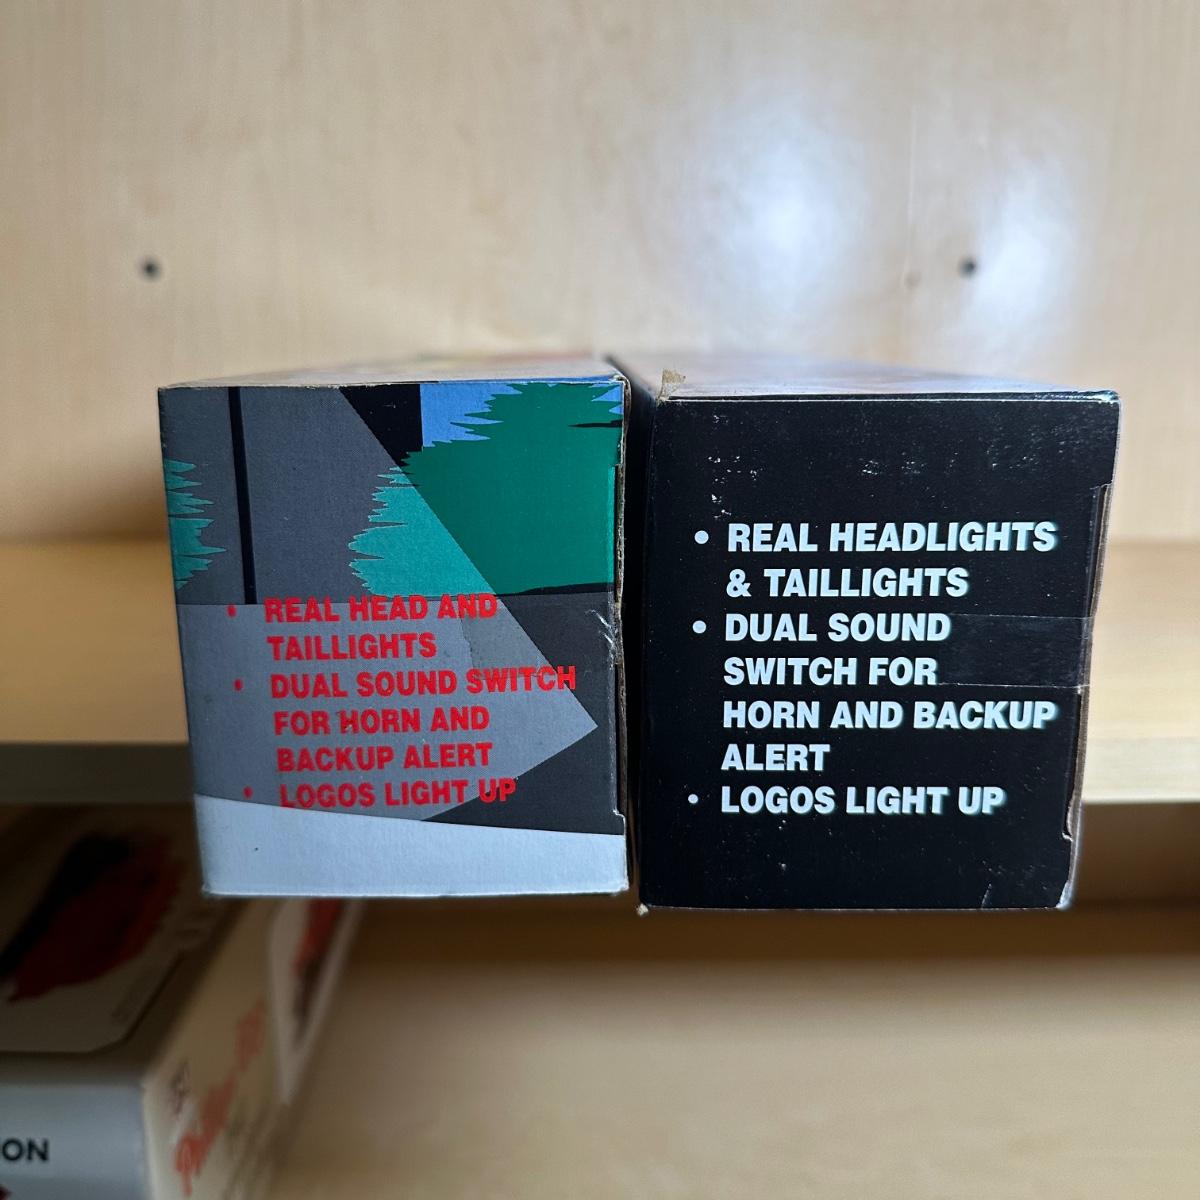 • REAL HEAD AND
TAILLIGHTS
• DUAL SOUND SWITCH
FOR HORN AND
BACKUP ALERT
• LOGOS LIGHT UP
• REAL HEADLIGHTS
& TAILLIGHTS
• DUAL SOUND
SWITCH FOR
HORN AND BACKUP
ALERT
• LOGOS LIGHT UP
ON